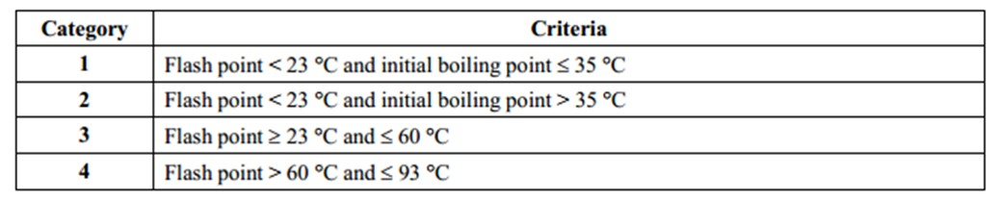 Category Criteria
1 Flash point < 23 °C and initial boiling point ≤ 35 °C
2 Flash point < 23 °C and initial boiling point > 35 °C
3 Flash point ≥ 23 °C and ≤ 60 °C
4 Flash point > 60 °C and ≤ 93 °C